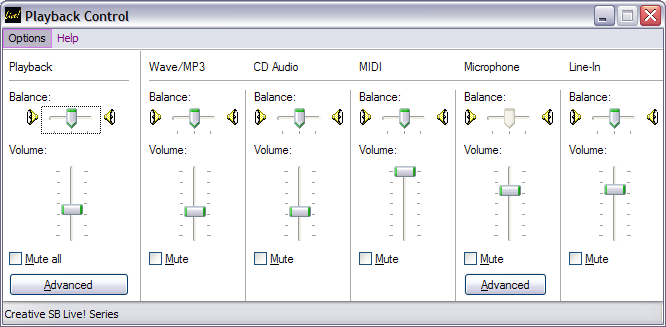 Live! Playback Control
Options Help
Playback Wave/MP3 CD Audio MIDI Microphone Line-In
Balance: Balance: Balance: Balance: Balance: Balance:
Volume: Volume: Volume: Volume: Volume: Volume:
Mute all Mute Mute Mute Mute Mute
Advanced Advanced
Creative SB Live! Series